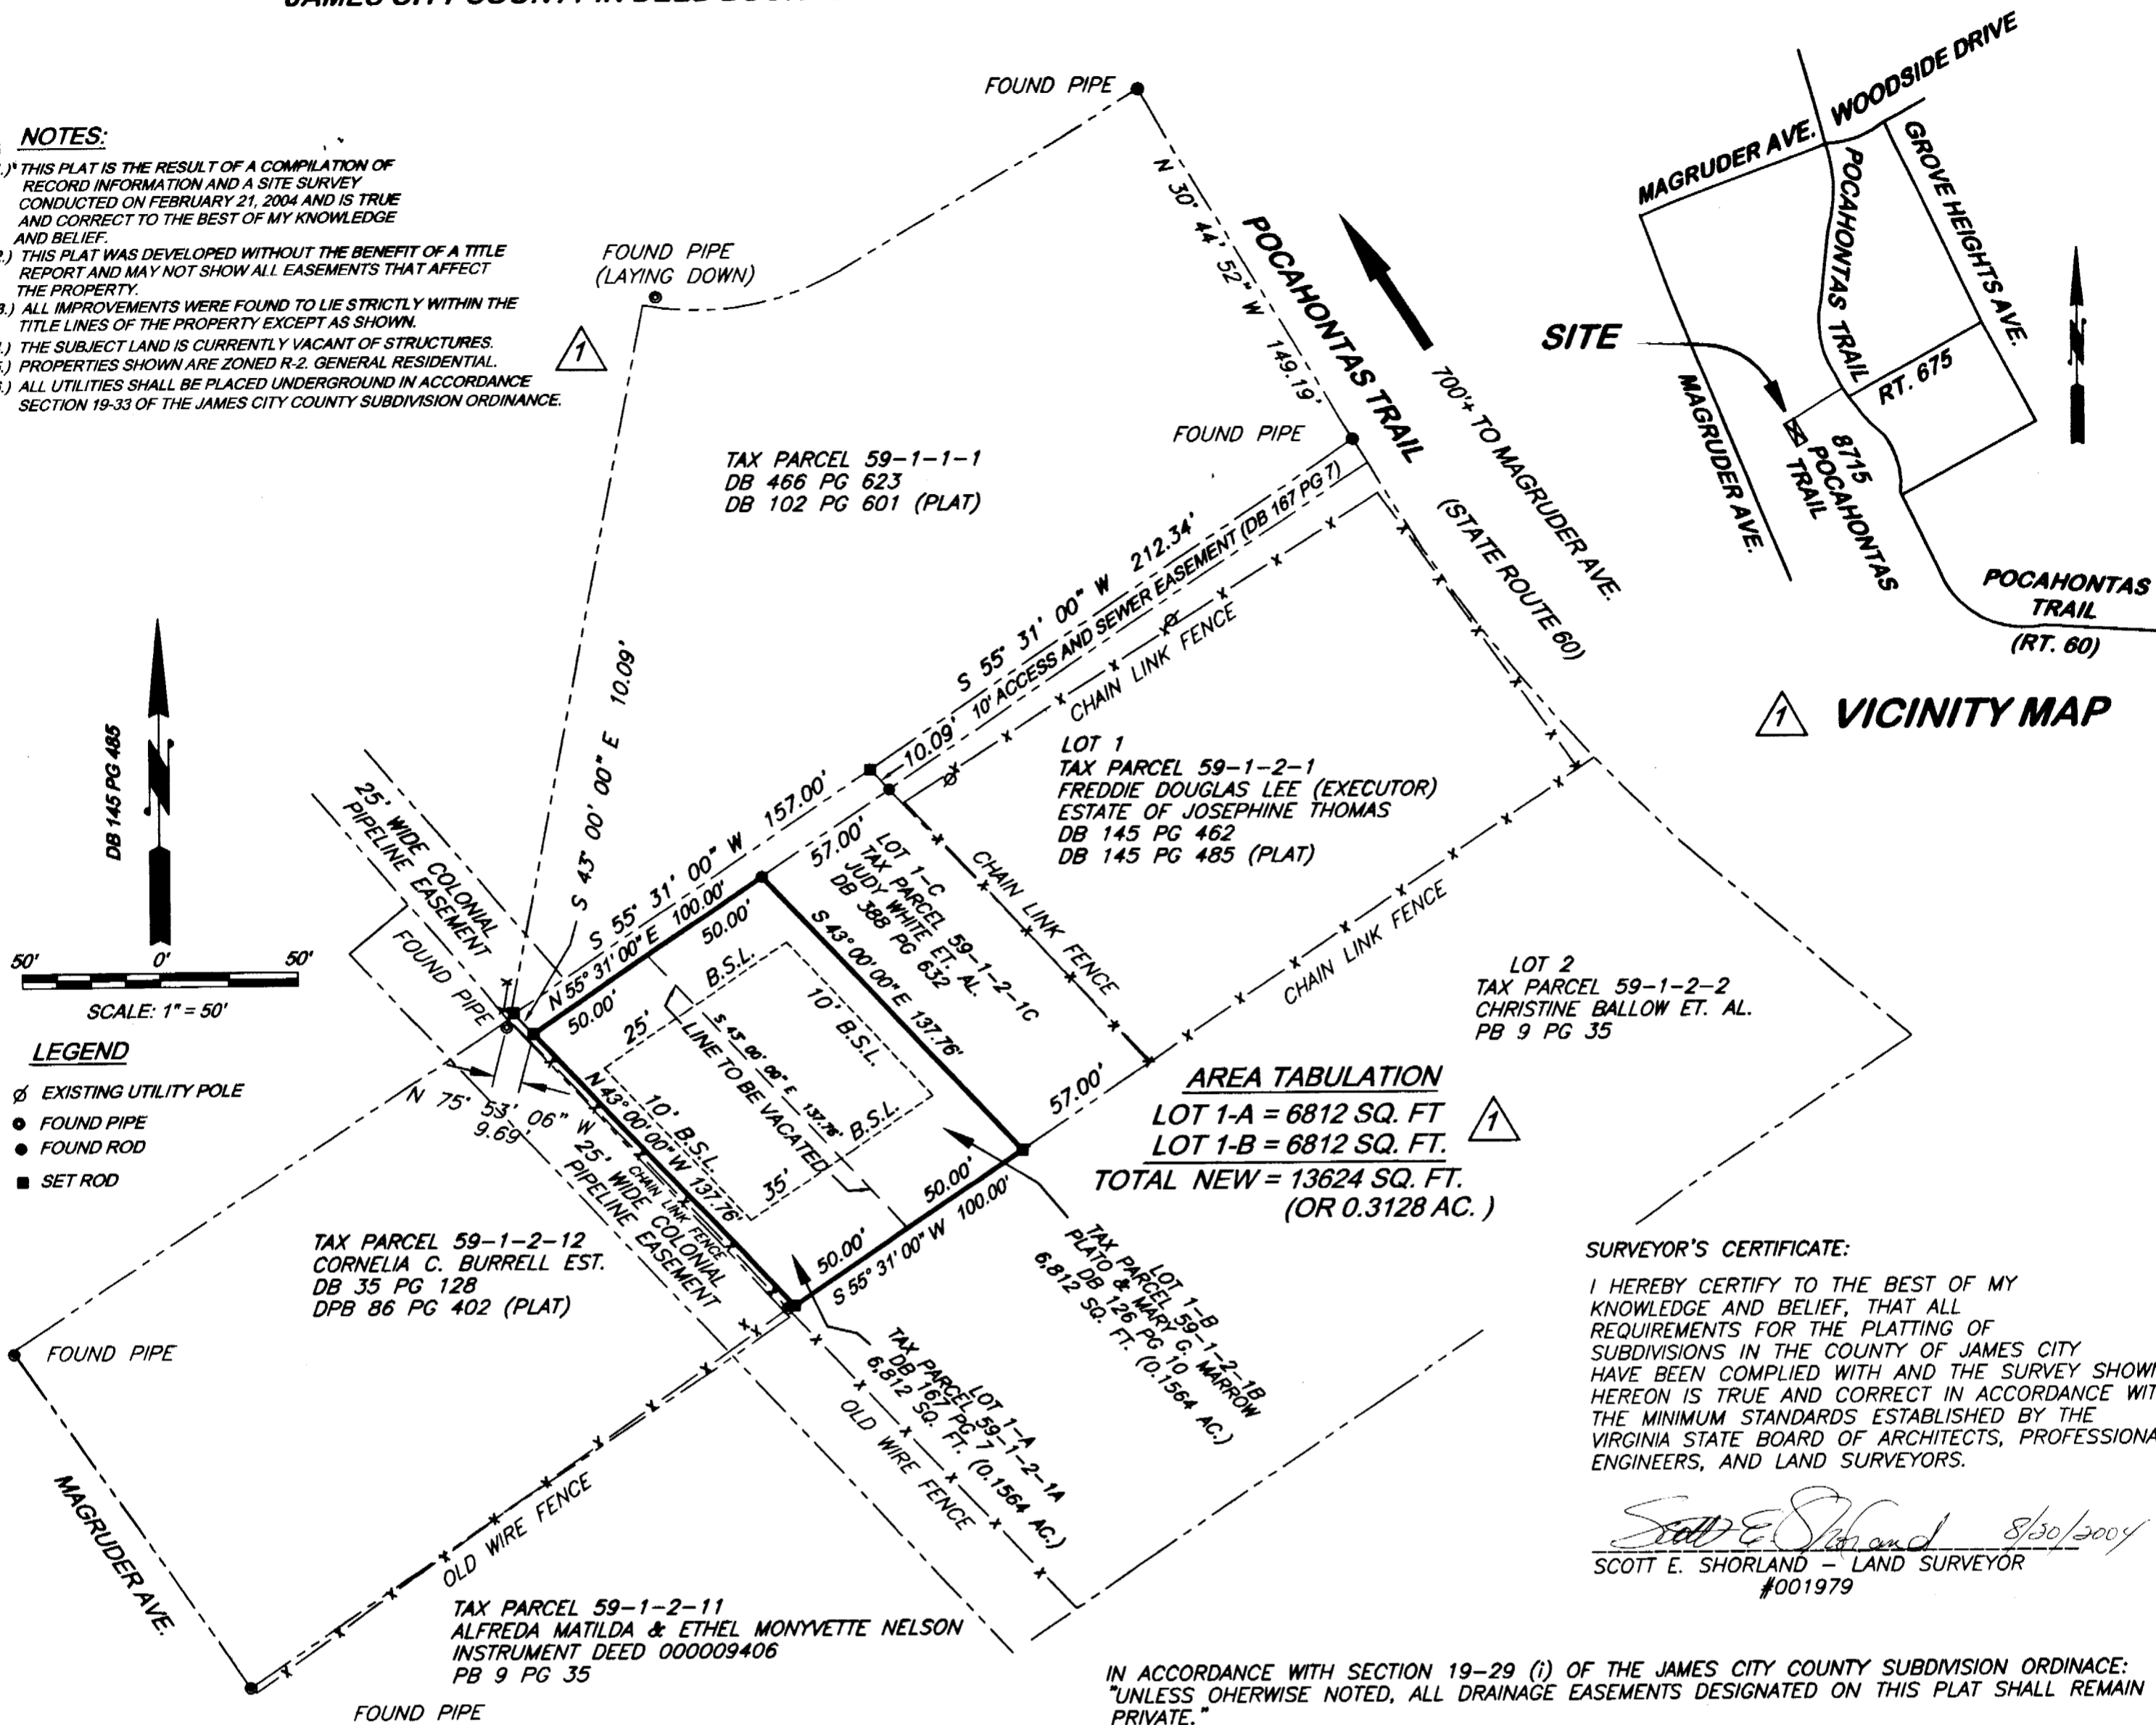 NOTES:
THIS PLAT IS THE RESULT OF A COMPILATION OF
RECORD INFORMATION AND A SITE SURVEY
CONDUCTED ON FEBRUARY 21, 2004 AND IS TRUE
AND CORRECT TO THE BEST OF MY KNOWLEDGE
AND BELIEF.
THIS PLAT WAS DEVELOPED WITHOUT THE BENEFIT OF A TITLE
REPORT AND MAY NOT SHOW ALL EASEMENTS THAT AFFECT
THE PROPERTY.
ALL IMPROVEMENTS WERE FOUND TO LIE STRICTLY WITHIN THE
TITLE LINES OF THE PROPERTY EXCEPT AS SHOWN.
THE SUBJECT LAND IS CURRENTLY VACANT OF STRUCTURES.
PROPERTIES SHOWN ARE ZONED R-2. GENERAL RESIDENTIAL.
ALL UTILITIES SHALL BE PLACED UNDERGROUND IN ACCORDANCE
SECTION 19-33 OF THE JAMES CITY COUNTY SUBDIVISION ORDINANCE.
1
FOUND PIPE
(LAYING DOWN)
FOUND PIPE
N 30° 44' 52" W 149.19'
POCAHONTAS TRAIL
700'+ TO MAGRUDER AVE.
(STATE ROUTE 60)
FOUND PIPE
MAGRUDER AVE.
WOODSIDE DRIVE
GROVE HEIGHTS AVE.
POCAHONTAS TRAIL
RT. 675
SITE
MAGRUDER AVE.
8715
POCAHONTAS
TRAIL
POCAHONTAS
TRAIL
(RT. 60)
1
VICINITY MAP
TAX PARCEL 59-1-1-1
DB 466 PG 623
DB 102 PG 601 (PLAT)
S 55° 31' 00" W 212.34'
10' ACCESS AND SEWER EASEMENT (DB 167 PG 7)
CHAIN LINK FENCE
10.09'
LOT 1
TAX PARCEL 59-1-2-1
FREDDIE DOUGLAS LEE (EXECUTOR)
ESTATE OF JOSEPHINE THOMAS
DB 145 PG 462
DB 145 PG 485 (PLAT)
S 43° 00' 00" E 10.09'
DB 145 PG 485
50' 0' 50'
SCALE: 1" = 50'
LEGEND
EXISTING UTILITY POLE
FOUND PIPE
FOUND ROD
SET ROD
25' WIDE COLONIAL
PIPELINE EASEMENT
FOUND PIPE
S 55° 31' 00" W 157.00'
57.00'
N 55° 31' 00" E 100.00'
50.00'
50.00'
LOT 1-C
TAX PARCEL 59-1-2-1C
JUDY WHITE ET. AL.
DB 388 PG 632
CHAIN LINK FENCE
CHAIN LINK FENCE
S 43° 00' 00" E 137.76'
B.S.L.
25'
10' B.S.L.
S 43° 00' 00" E 137.76'
LINE TO BE VACATED
B.S.L.
35'
10' B.S.L.
N 43° 00' 00" W 137.76'
CHAIN LINK FENCE
25' WIDE COLONIAL
PIPELINE EASEMENT
N 75° 53' 06" W
9.69'
57.00'
50.00'
50.00'
S 55° 31' 00" W 100.00'
LOT 2
TAX PARCEL 59-1-2-2
CHRISTINE BALLOW ET. AL.
PB 9 PG 35
AREA TABULATION
LOT 1-A = 6812 SQ. FT
LOT 1-B = 6812 SQ. FT.
TOTAL NEW = 13624 SQ. FT.
(OR 0.3128 AC. )
1
LOT 1-B
TAX PARCEL 59-1-2-1B
PLATO & MARY G. MARROW
DB 126 PG 10
6,812 SQ. FT. (0.1564 AC.)
LOT 1-A
TAX PARCEL 59-1-2-1A
DB 167 PG 7
6,812 SQ. FT. (0.1564 AC.)
OLD WIRE FENCE
TAX PARCEL 59-1-2-12
CORNELIA C. BURRELL EST.
DB 35 PG 128
DPB 86 PG 402 (PLAT)
FOUND PIPE
MAGRUDER AVE.
OLD WIRE FENCE
TAX PARCEL 59-1-2-11
ALFREDA MATILDA & ETHEL MONYVETTE NELSON
INSTRUMENT DEED 000009406
PB 9 PG 35
FOUND PIPE
SURVEYOR'S CERTIFICATE:
I HEREBY CERTIFY TO THE BEST OF MY
KNOWLEDGE AND BELIEF, THAT ALL
REQUIREMENTS FOR THE PLATTING OF
SUBDIVISIONS IN THE COUNTY OF JAMES CITY
HAVE BEEN COMPLIED WITH AND THE SURVEY SHOW
HEREON IS TRUE AND CORRECT IN ACCORDANCE WIT
THE MINIMUM STANDARDS ESTABLISHED BY THE
VIRGINIA STATE BOARD OF ARCHITECTS, PROFESSIONA
ENGINEERS, AND LAND SURVEYORS.
Scott E. Shorland 8/20/2004
SCOTT E. SHORLAND – LAND SURVEYOR
#001979
IN ACCORDANCE WITH SECTION 19-29 (i) OF THE JAMES CITY COUNTY SUBDIVISION ORDINACE:
"UNLESS OHERWISE NOTED, ALL DRAINAGE EASEMENTS DESIGNATED ON THIS PLAT SHALL REMAIN
PRIVATE."